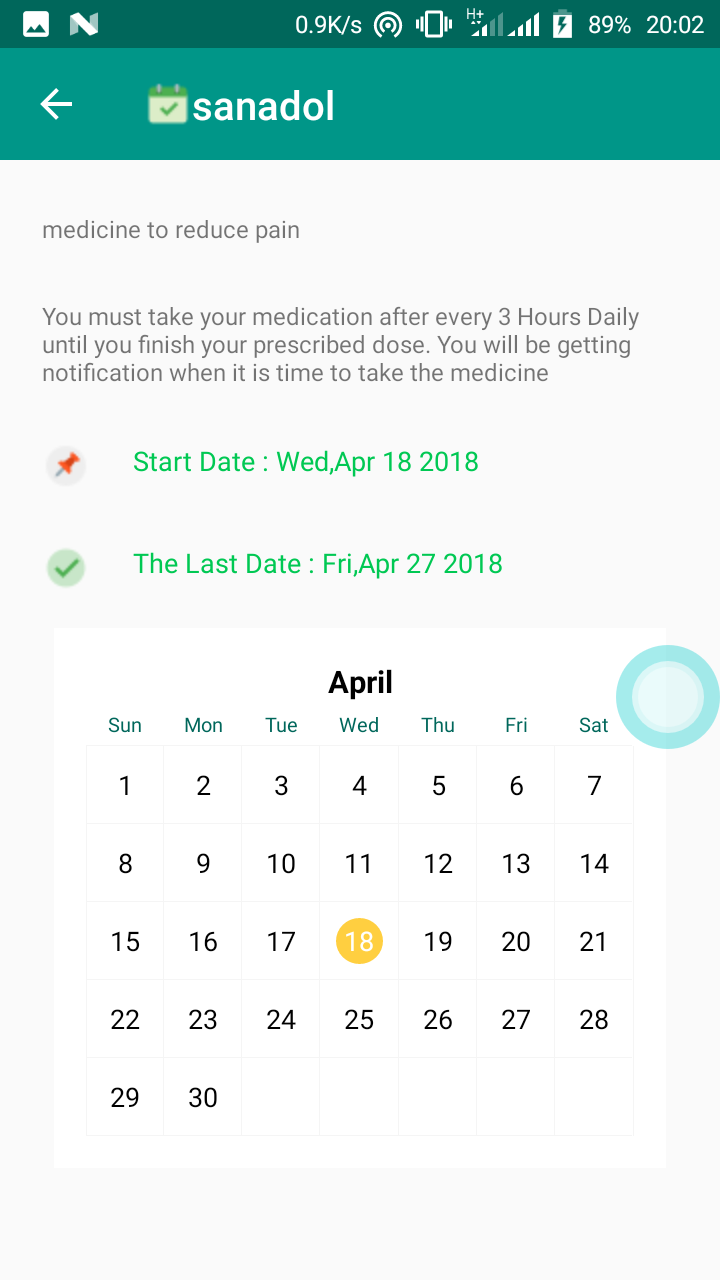 0.9K/s H+ 89% 20:02
sanadol
medicine to reduce pain
You must take your medication after every 3 Hours Daily
until you finish your prescribed dose. You will be getting
notification when it is time to take the medicine
Start Date : Wed,Apr 18 2018
The Last Date : Fri,Apr 27 2018
April
Sun Mon Tue Wed Thu Fri Sat
1 2 3 4 5 6 7
8 9 10 11 12 13 14
15 16 17 18 19 20 21
22 23 24 25 26 27 28
29 30